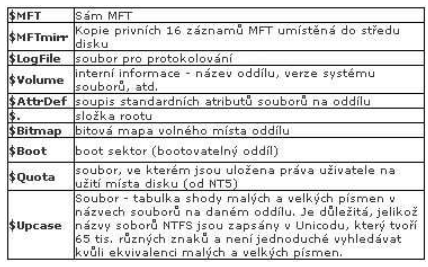 $MFT Sám MFT
$MFTmirr Kopie privních 16 záznamů MFT umístěná do středu
disku
$LogFile soubor pro protokolování
$Volume interní informace - název oddílu, verze systému
souborů, atd.
$AttrDef soupis standardních atributů souborů na oddílu
$. složka rootu
$Bitmap bitová mapa volného místa oddílu
$Boot boot sektor (bootovatelný oddíl)
$Quota soubor, ve kterém jsou uložena práva uživatele na
užití místa disku (od NT5)
$Upcase Soubor - tabulka shody malých a velkých písmen v
názvech souborů na daném oddílu. Je důležitá, jelikož
názvy soborů NTFS jsou zapsány v Unicodu, který tvoří
65 tis. různých znaků a není jednoduché vyhledávat
kvůli ekvivalenci malých a velkých písmen.